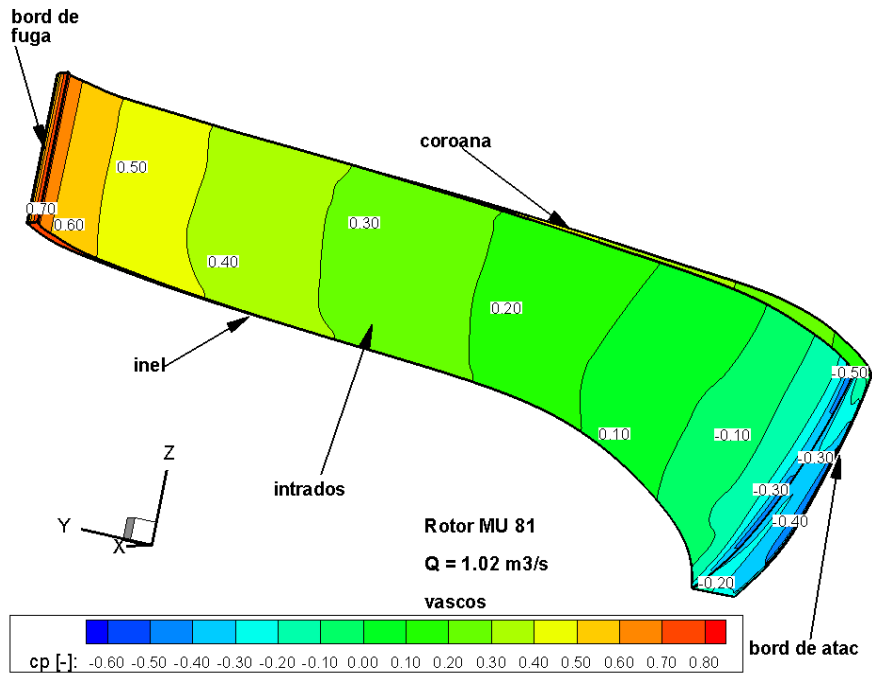 bord de
fuga
coroana
0.50
0.30
0.70
0.60
0.40
0.20
inel
-0.50
0.10
-0.10
-0.30
Z
intrados
-0.30
Y
X
Rotor MU 81
-0.40
Q = 1.02 m3/s
-0.20
vascos
bord de atac
cp [-]: -0.60 -0.50 -0.40 -0.30 -0.20 -0.10 0.00 0.10 0.20 0.30 0.40 0.50 0.60 0.70 0.80